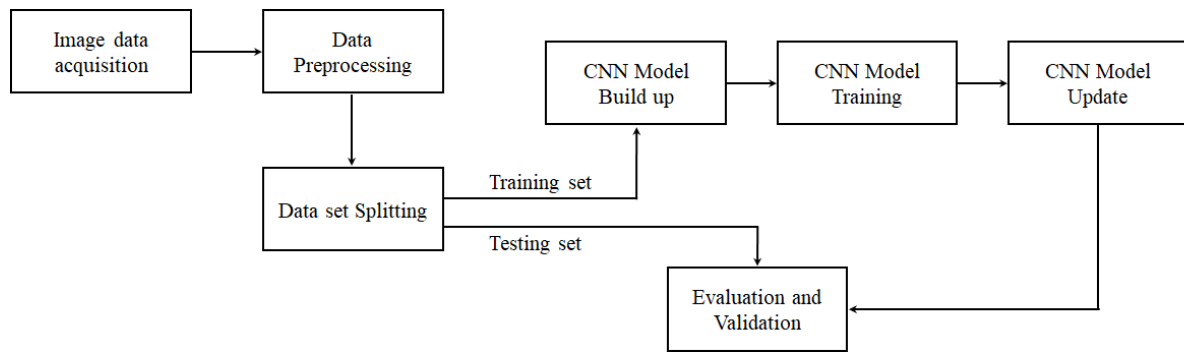 Image data
acquisition
Data
Preprocessing
CNN Model
Build up
CNN Model
Training
CNN Model
Update
Training set
Data set Splitting
Testing set
Evaluation and
Validation